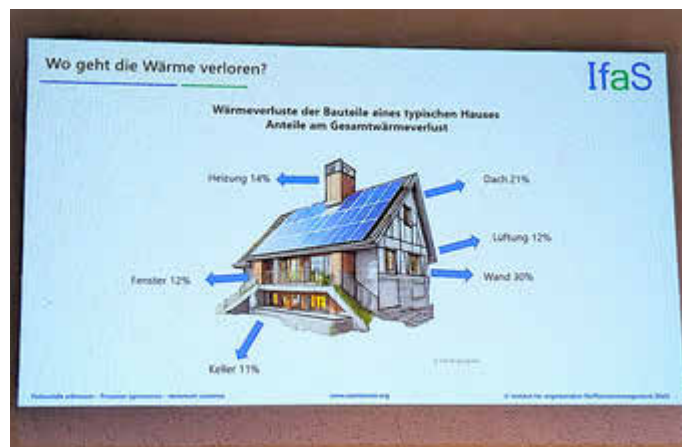 Wo geht die Wärme verloren?
IfaS
Wärmeverluste der Bauteile eines typischen Hauses
Anteile am Gesamtwärmeverlust
Heizung 14%
Dach 21%
Lüftung 12%
Fenster 12%
Wand 30%
Keller 11%